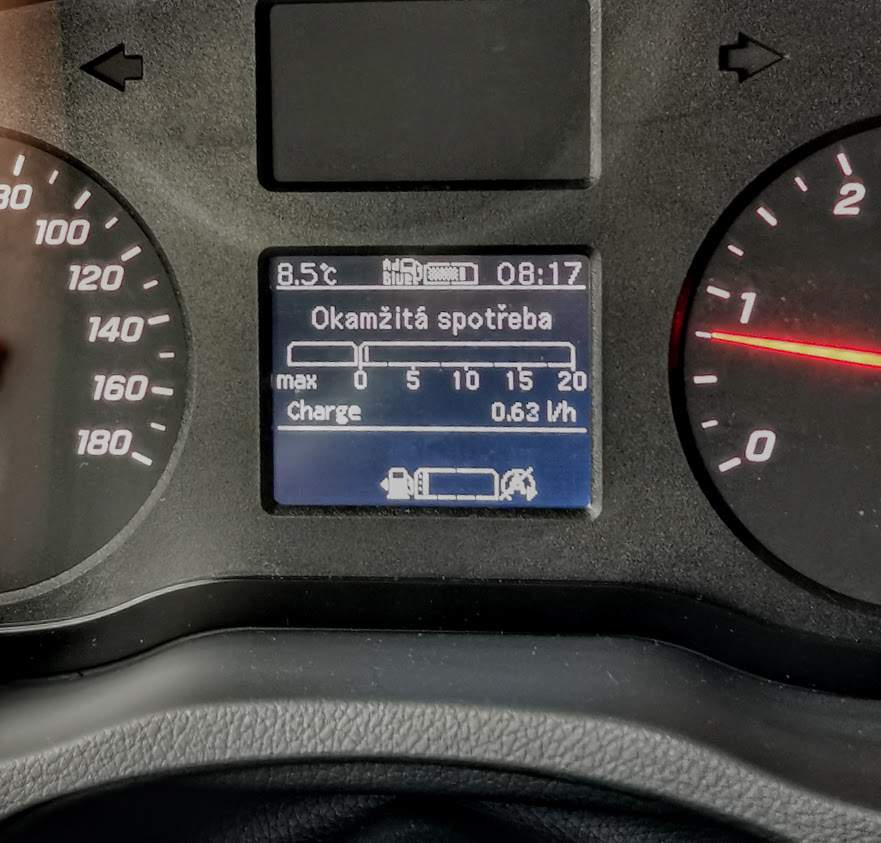 80
100
120
140
160
180
8.5°C AdBlue 08:17
Okamžitá spotřeba
max 0 5 10 15 20
Charge 0.63 l/h
A
2
1
0